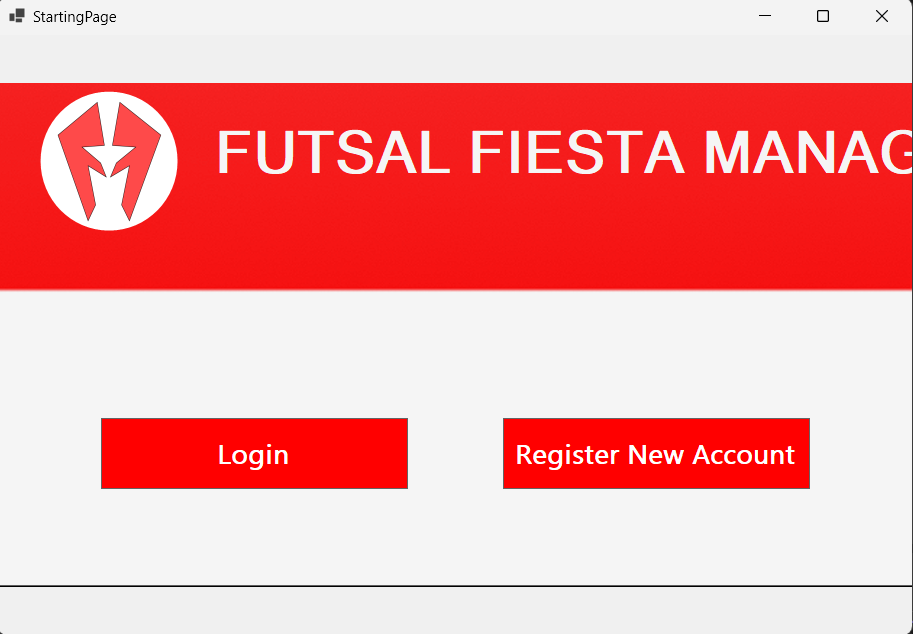 StartingPage
FUTSAL FIESTA MANAG
Login
Register New Account